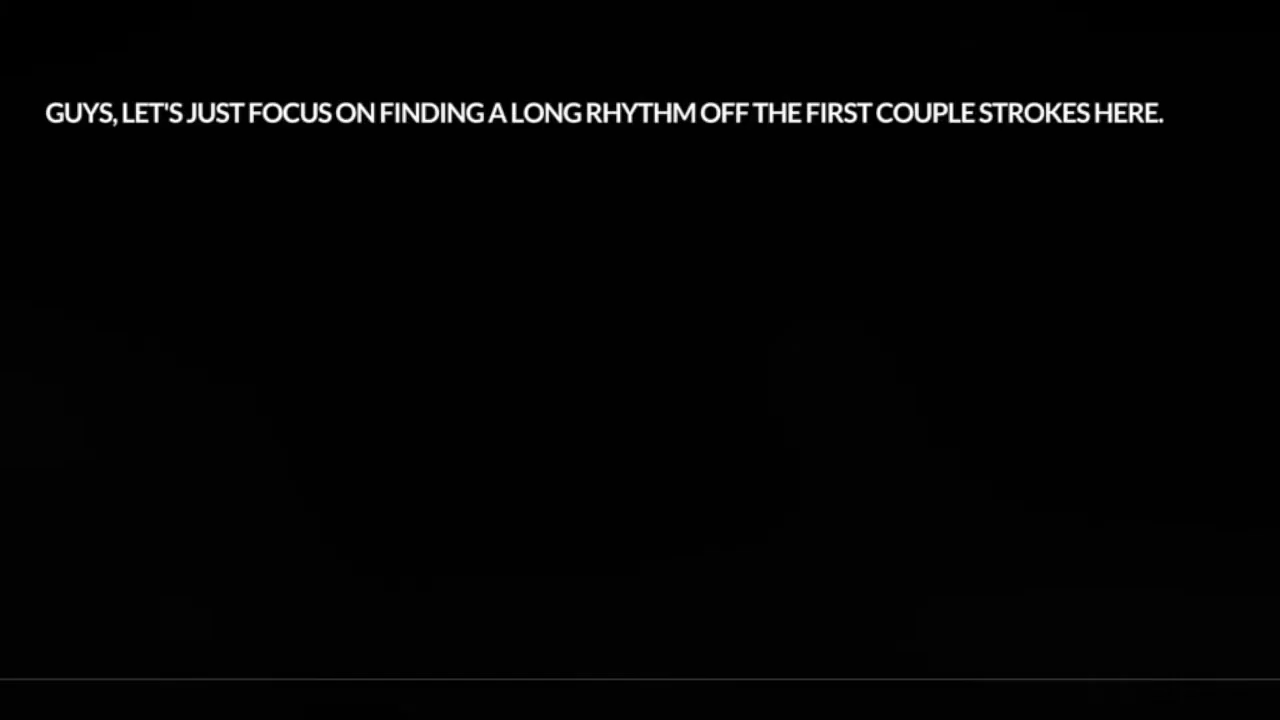 GUYS, LET'S JUST FOCUS ON FINDING A LONG RHYTHM OFF THE FIRST COUPLE STROKES HERE.